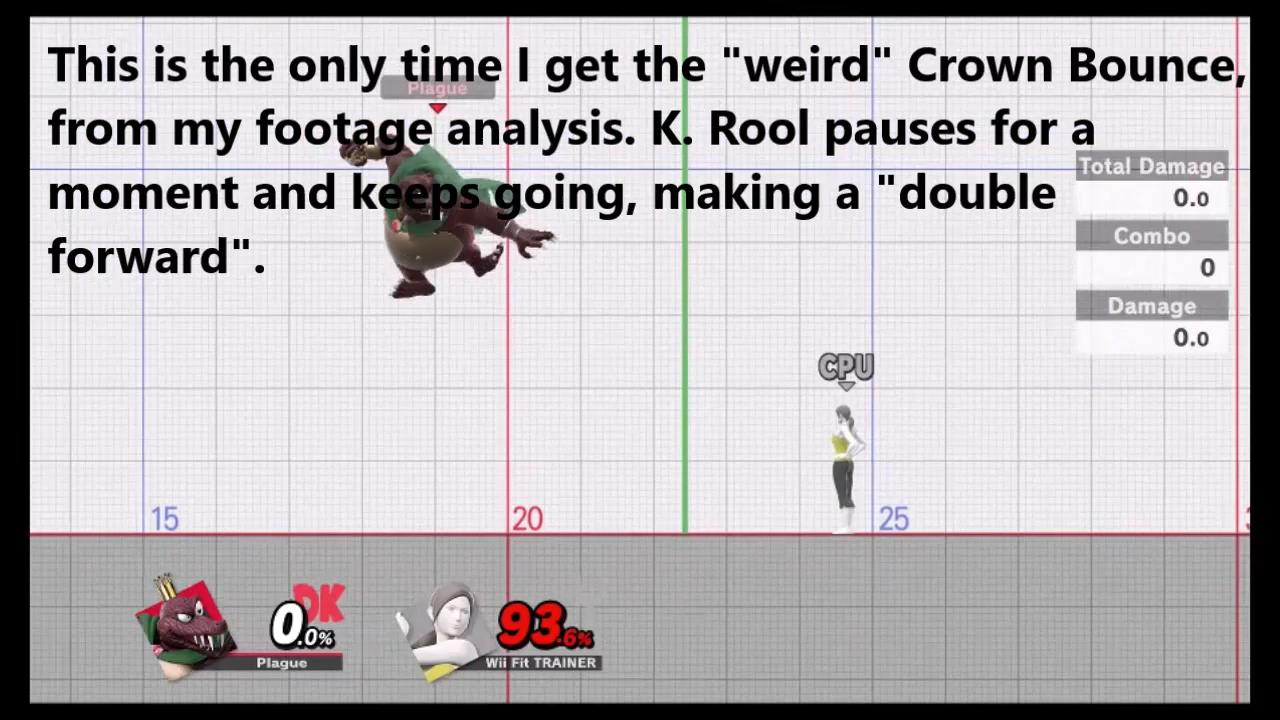 This is the only time I get the "weird" Crown Bounce,
Plague
from my footage analysis. K. Rool pauses for a
moment and keeps going, making a "double
forward".
Total Damage
0.0
Combo
0
Damage
0.0
CPU
15
20
25
DK
0.0%
Plague
93.6%
Wii Fit TRAINER